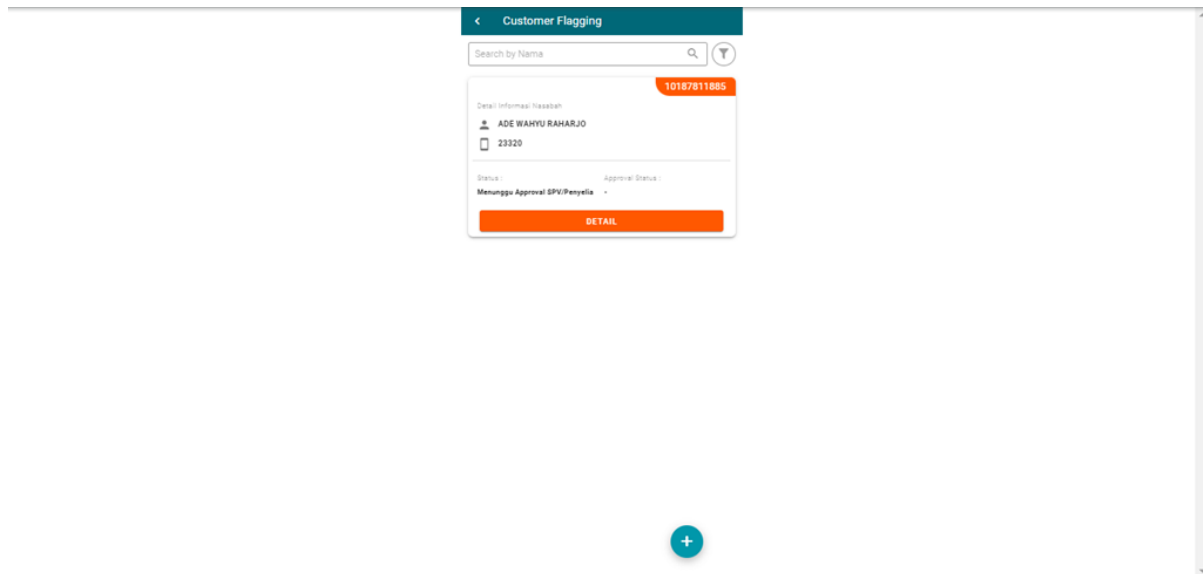 Customer Flagging
Search by Nama
10187811885
Detail Informasi Nasabah
ADE WAHYU RAHARJO
23320
Status : Approval Status :
Menunggu Approval SPV/Penyelia -
DETAIL
+